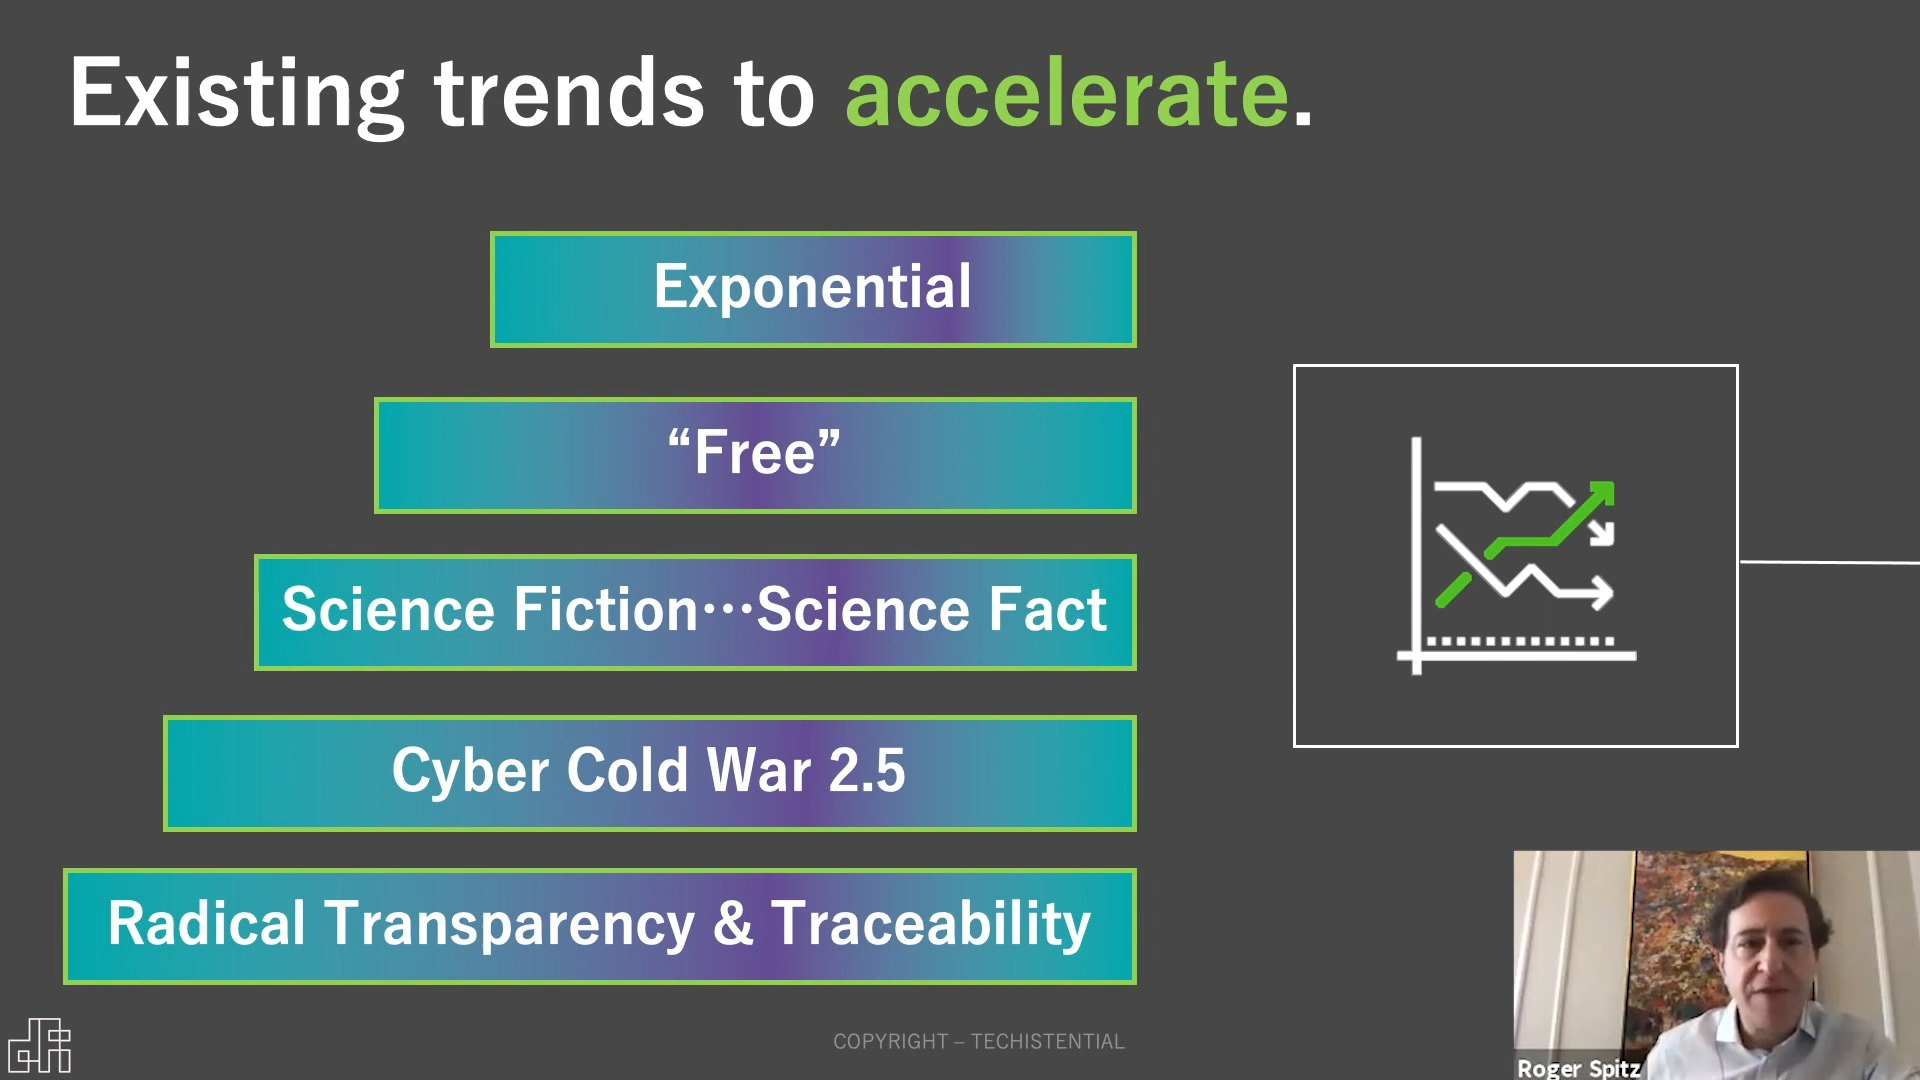 Existing trends to accelerate.
Exponential
“Free”
Science Fiction…Science Fact
Cyber Cold War 2.5
Radical Transparency & Traceability
COPYRIGHT – TECHISTENTIAL
Roger Spitz